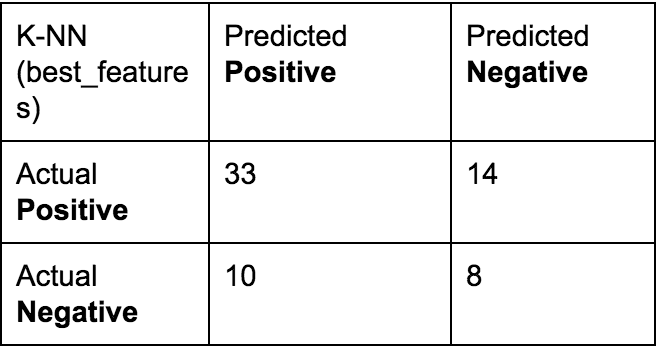 K-NN
(best_feature
s)
Predicted
Positive
Predicted
Negative
Actual
Positive
33
14
Actual
Negative
10
8